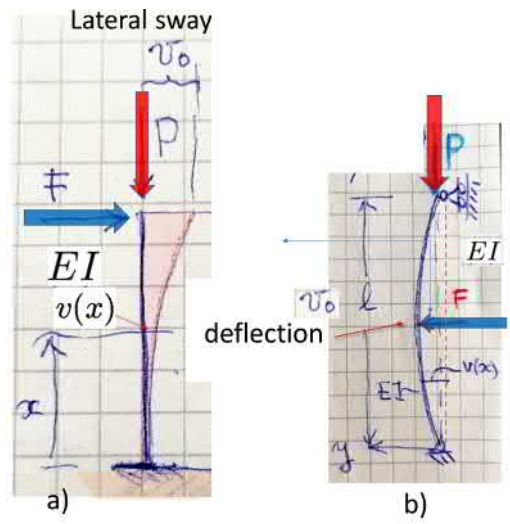 Lateral sway
v₀
P
F
EI
v(x)
x
a)
P
EI
l
v₀
F
deflection
v(x)
EI
y
b)